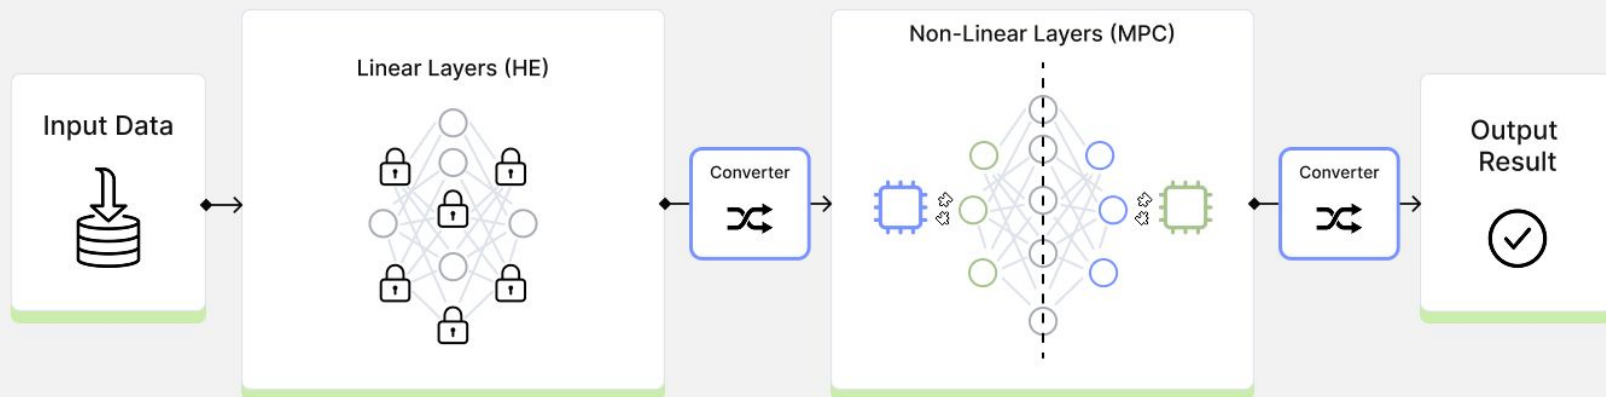 Input Data
Linear Layers (HE)
Converter
Non-Linear Layers (MPC)
Converter
Output
Result